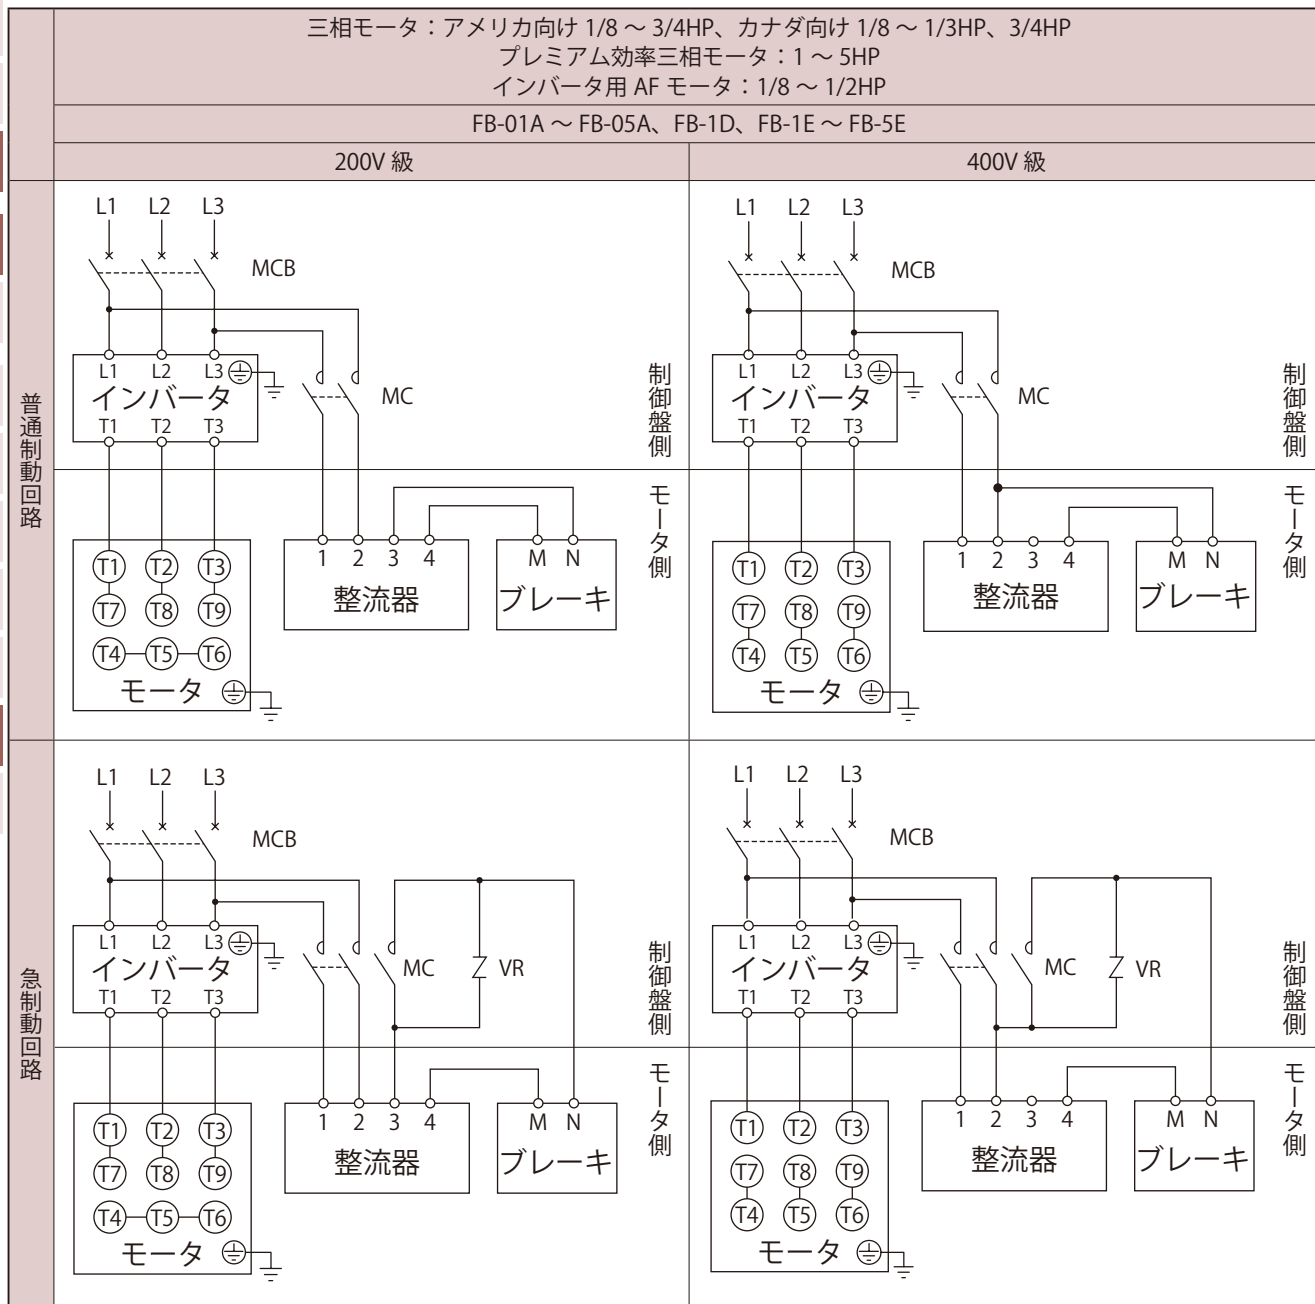 三相モータ：アメリカ向け 1/8 ～ 3/4HP、カナダ向け 1/8 ～ 1/3HP、3/4HP
プレミアム効率三相モータ：1 ～ 5HP
インバータ用 AF モータ：1/8 ～ 1/2HP
FB-01A ～ FB-05A、FB-1D、FB-1E ～ FB-5E
200V 級
400V 級
普通制動回路
L1 L2 L3
MCB
L1 L2 L3
インバータ
T1 T2 T3
MC
制御盤側
モータ側
1 2 3 4
整流器
M N
ブレーキ
T1 T2 T3
T7 T8 T9
T4 T5 T6
モータ
L1 L2 L3
MCB
L1 L2 L3
インバータ
T1 T2 T3
MC
制御盤側
モータ側
1 2 3 4
整流器
M N
ブレーキ
T1 T2 T3
T7 T8 T9
T4 T5 T6
モータ
急制動回路
L1 L2 L3
MCB
L1 L2 L3
インバータ
T1 T2 T3
MC
VR
制御盤側
モータ側
1 2 3 4
整流器
M N
ブレーキ
T1 T2 T3
T7 T8 T9
T4 T5 T6
モータ
L1 L2 L3
MCB
L1 L2 L3
インバータ
T1 T2 T3
MC
VR
制御盤側
モータ側
1 2 3 4
整流器
M N
ブレーキ
T1 T2 T3
T7 T8 T9
T4 T5 T6
モータ